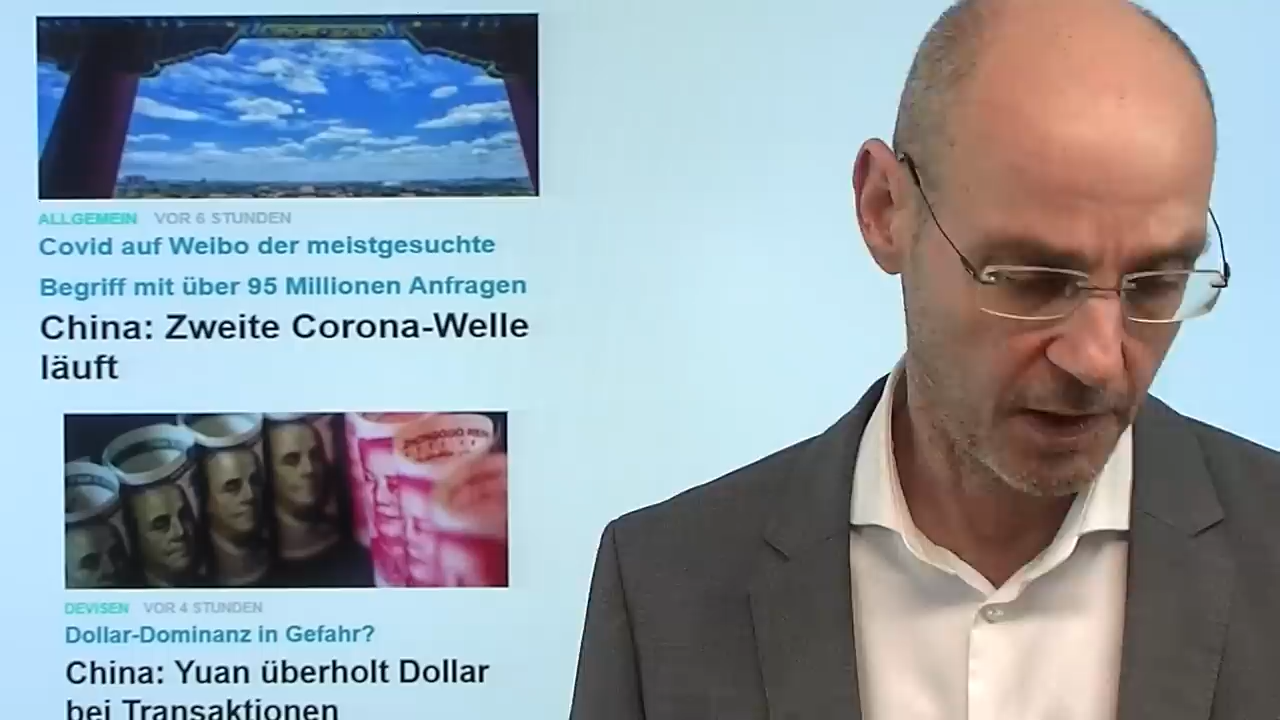 ALLGEMEIN VOR 6 STUNDEN
Covid auf Weibo der meistgesuchte
Begriff mit über 95 Millionen Anfragen
China: Zweite Corona-Welle
läuft
DEVISEN VOR 4 STUNDEN
Dollar-Dominanz in Gefahr?
China: Yuan überholt Dollar
bei Transaktionen